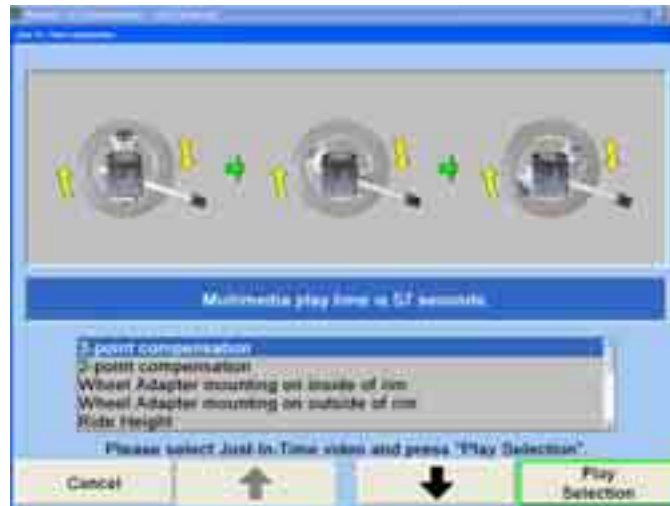 Multimedia play time is 57 seconds
3-point compensation
2-point compensation
Wheel Adapter mounting on inside of rim
Wheel Adapter mounting on outside of rim
Ride Height
Please select Just-In-Time video and press "Play Selection".
Cancel
Play
Selection